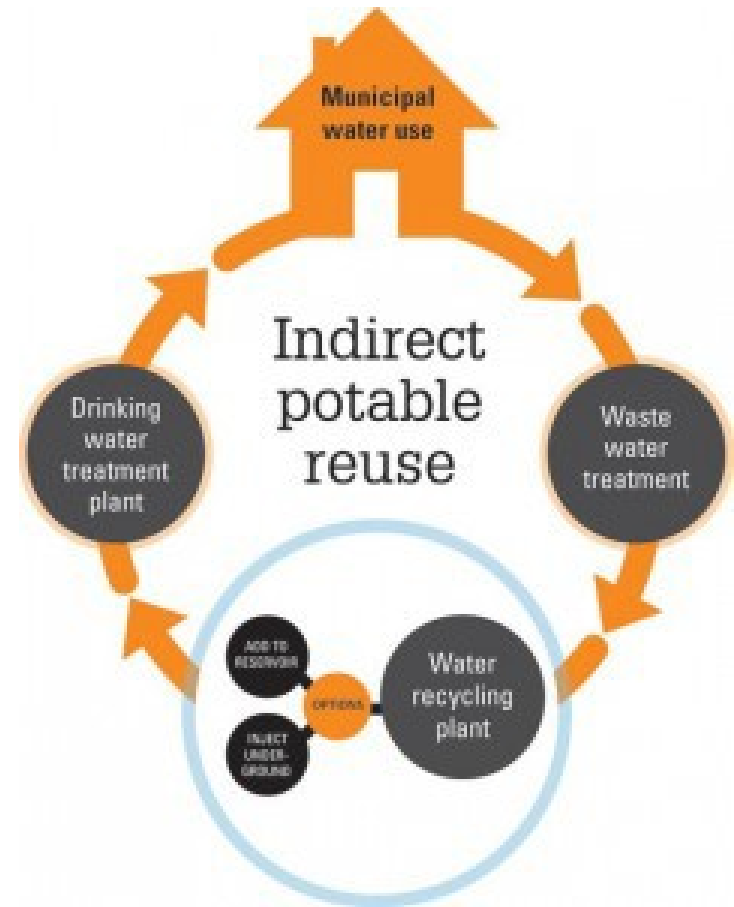 Municipal
water use
Indirect
potable
reuse
Drinking
water
treatment
plant
Waste
water
treatment
ADD TO
RESERVOIR
OPTIONS
INJECT
UNDER-
GROUND
Water
recycling
plant